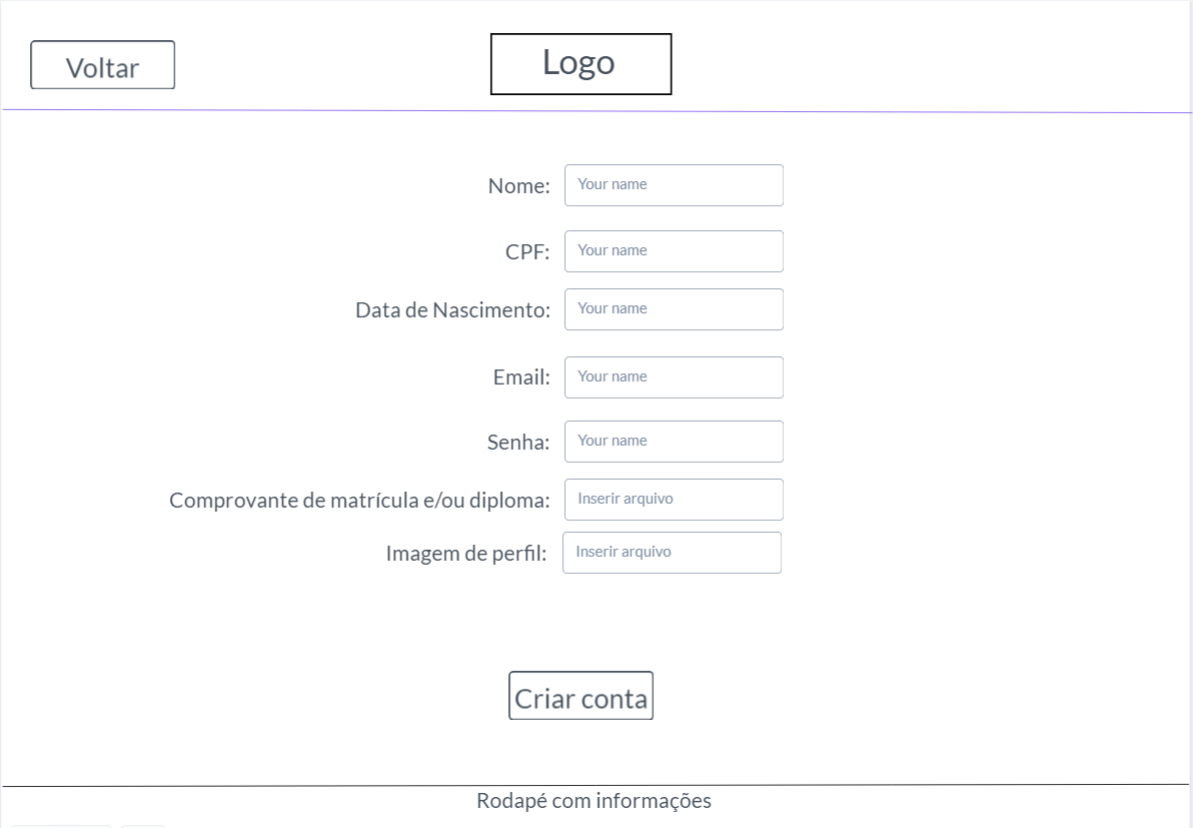 Voltar
Logo
Nome: Your name
CPF: Your name
Data de Nascimento: Your name
Email: Your name
Senha: Your name
Comprovante de matrícula e/ou diploma: Inserir arquivo
Imagem de perfil: Inserir arquivo
Criar conta
Rodapé com informações